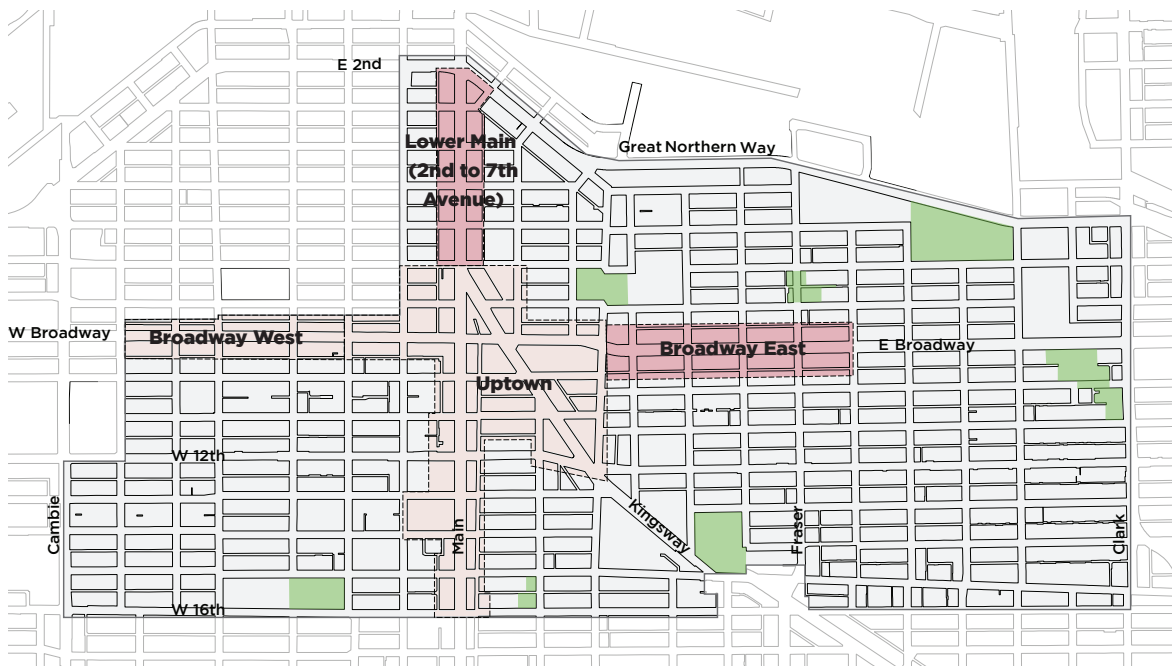 E 2nd
Lower Main
(2nd to 7th
Avenue)
Great Northern Way
W Broadway
Broadway West
Broadway East
E Broadway
Uptown
W 12th
Cambie
Main
Kingsway
Fraser
Clark
W 16th